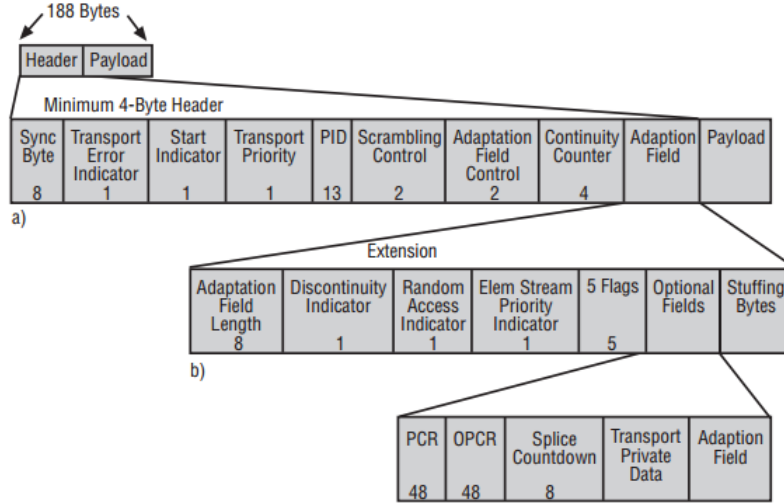 188 Bytes
Header Payload
Minimum 4-Byte Header
Sync Byte 8
Transport Error Indicator 1
Start Indicator 1
Transport Priority 1
PID 13
Scrambling Control 2
Adaptation Field Control 2
Continuity Counter 4
Adaption Field
Payload
a)
Extension
Adaptation Field Length 8
Discontinuity Indicator 1
Random Access Indicator 1
Elem Stream Priority Indicator 1
5 Flags 5
Optional Fields
Stuffing Bytes
b)
PCR 48
OPCR 48
Splice Countdown 8
Transport Private Data
Adaption Field